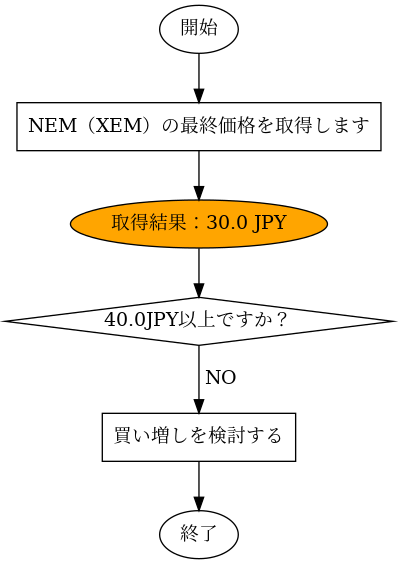 開始
NEM（XEM）の最終価格を取得します
取得結果：30.0 JPY
40.0JPY以上ですか？
NO
買い増しを検討する
終了